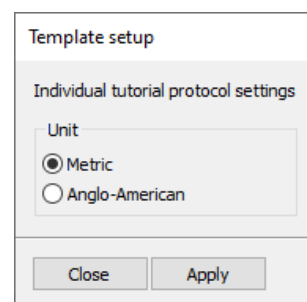 Template setup
Individual tutorial protocol settings
Unit
Metric
Anglo-American
Close Apply